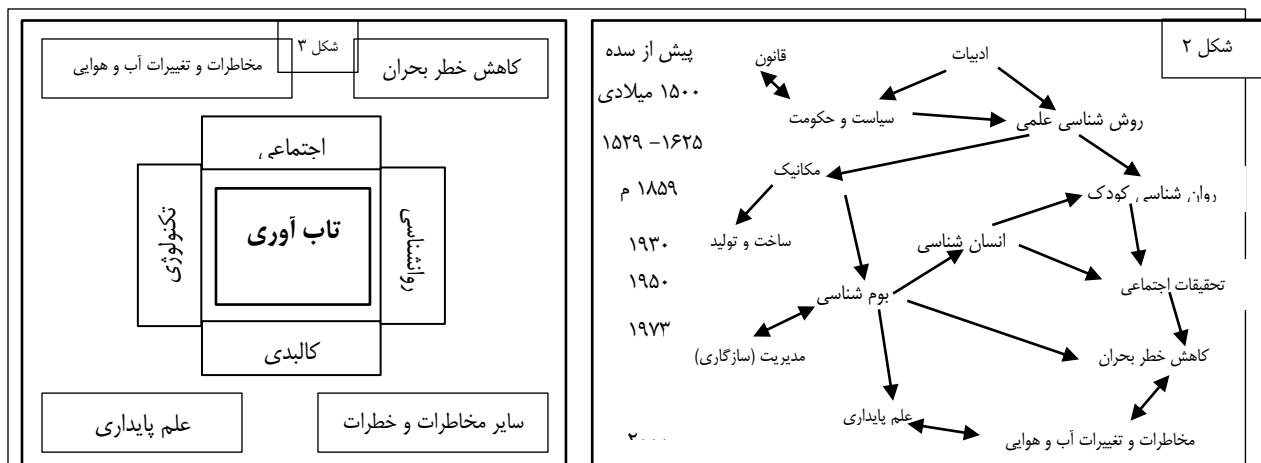 شکل ۲
پیش از سده
۱۵۰۰ میلادی
۱۵۲۹– ۱۶۲۵
۱۸۵۹ م
۱۹۳۰
۱۹۵۰
۱۹۷۳
۲۰۰۰
ادبیات
قانون
سیاست و حکومت
روش شناسی علمی
مکانیک
روان شناسی کودک
ساخت و تولید
انسان شناسی
تحقیقات اجتماعی
بوم شناسی
مدیریت (سازگاری)
کاهش خطر بحران
علم پایداری
مخاطرات و تغییرات آب و هوایی
شکل ۳
کاهش خطر بحران
مخاطرات و تغییرات آب و هوایی
اجتماعی
روانشناسی
تاب آوری
تکنولوژی
کالبدی
سایر مخاطرات و خطرات
علم پایداری